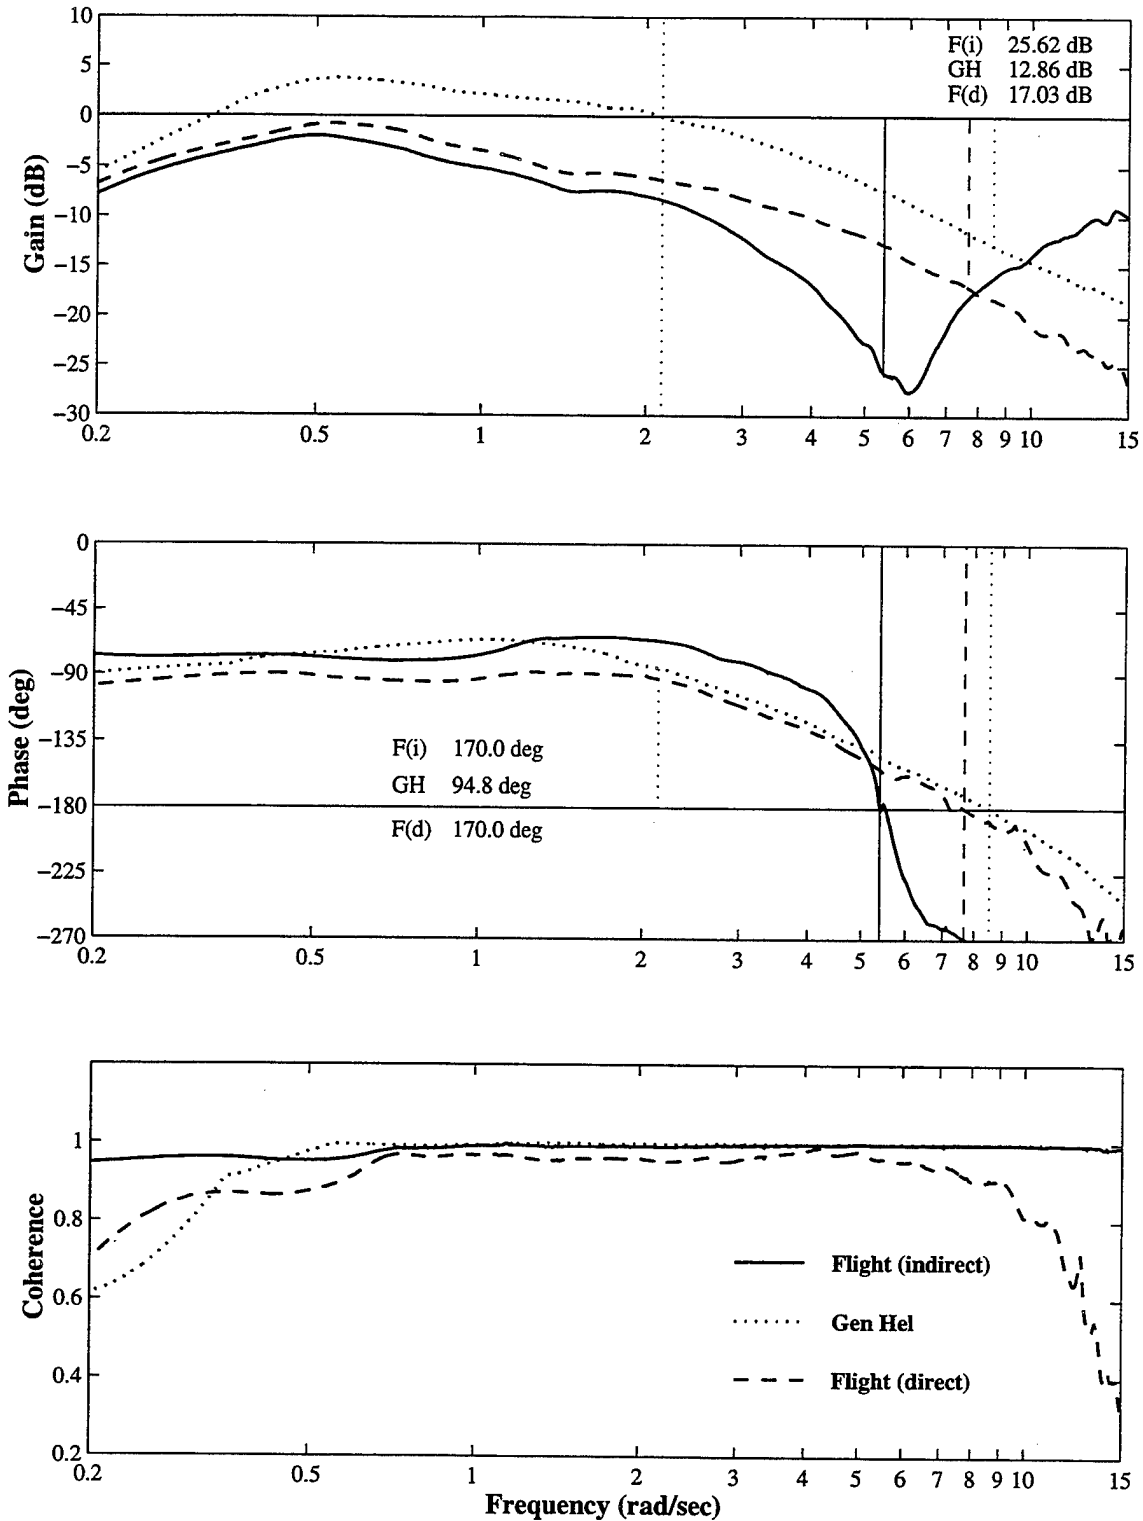 10
5
0
−5
−10
−15
−20
−25
−30
Gain (dB)
F(i) 25.62 dB
GH 12.86 dB
F(d) 17.03 dB
0.2 0.5 1 2 3 4 5 6 7 8 9 10 15
0
−45
−90
−135
−180
−225
−270
Phase (deg)
F(i) 170.0 deg
GH 94.8 deg
F(d) 170.0 deg
0.2 0.5 1 2 3 4 5 6 7 8 9 10 15
1
0.8
0.6
0.4
0.2
Coherence
Flight (indirect)
Gen Hel
Flight (direct)
0.2 0.5 1 2 3 4 5 6 7 8 9 10 15
Frequency (rad/sec)